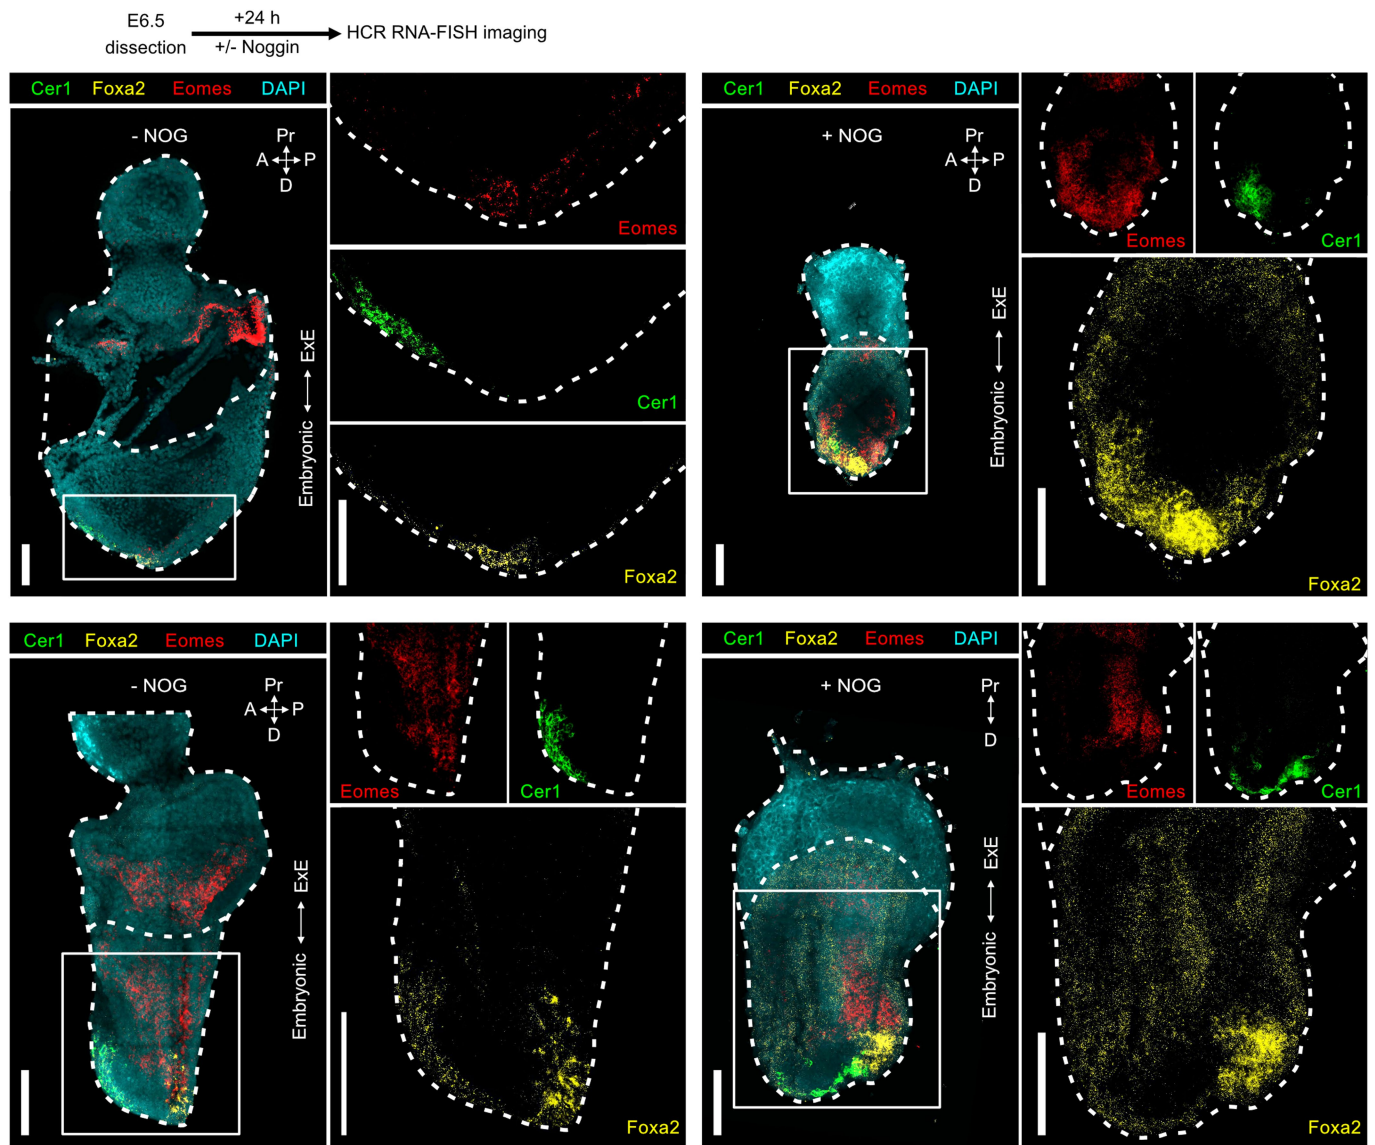 E6.5 dissection
+24 h
+/- Noggin
HCR RNA-FISH imaging
Cer1 Foxa2 Eomes DAPI
- NOG
Pr
A P
D
Embryonic ExE
Eomes
Cer1
Foxa2
Cer1 Foxa2 Eomes DAPI
+ NOG
Pr
A P
D
Embryonic ExE
Eomes
Cer1
Foxa2
Cer1 Foxa2 Eomes DAPI
- NOG
Pr
A P
D
Embryonic ExE
Eomes
Cer1
Foxa2
Cer1 Foxa2 Eomes DAPI
+ NOG
Pr
D
Embryonic ExE
Eomes
Cer1
Foxa2